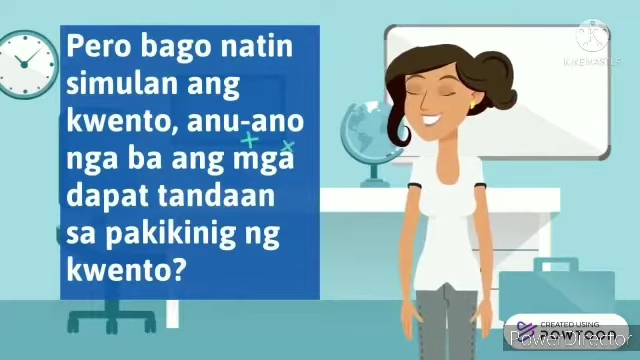 Pero bago natin
simulan ang
kwento, anu-ano
nga ba ang mga
dapat tandaan
sa pakikinig ng
kwento?
KINEMASTER
CREATED USING
POWTOON
PowerDirector